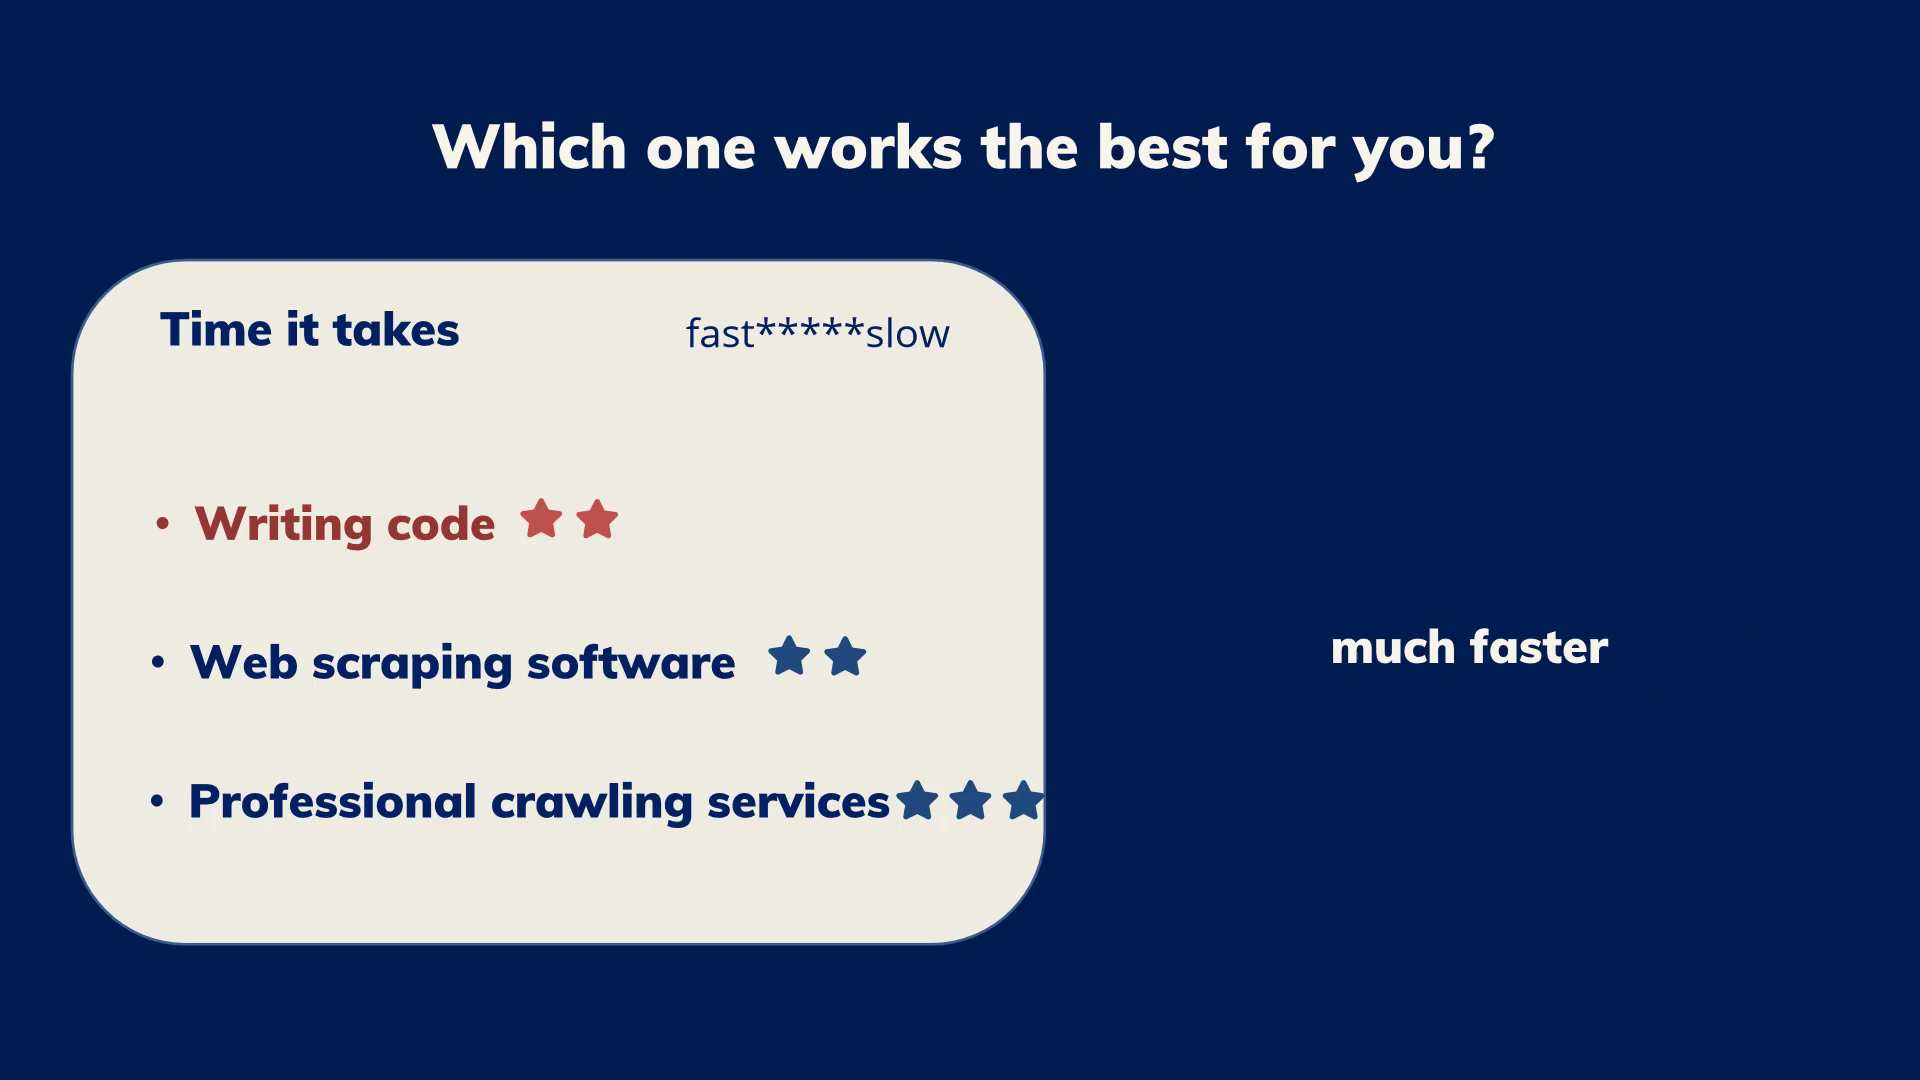 Which one works the best for you?
Time it takes
fast*****slow
• Writing code
• Web scraping software
• Professional crawling services
much faster